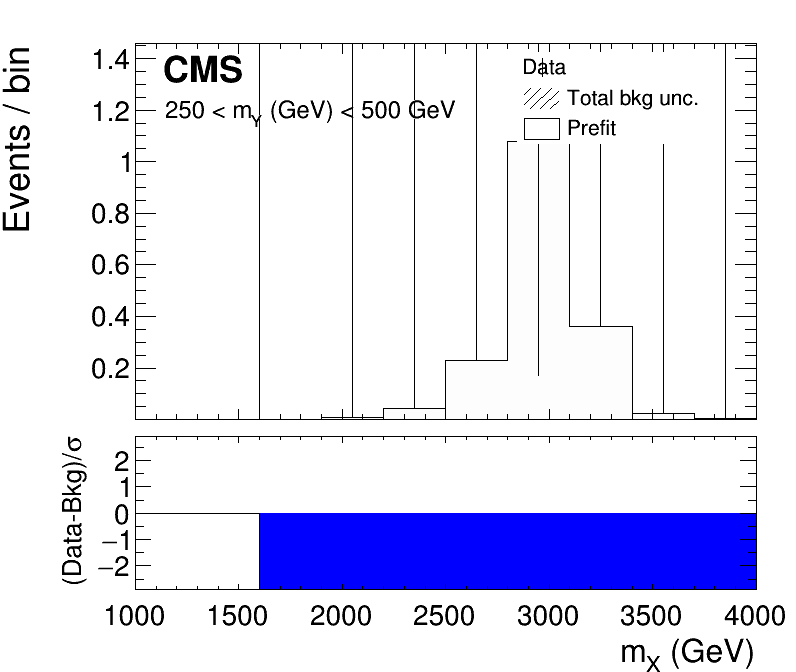 CMS
250 < mY (GeV) < 500 GeV
Data
Total bkg unc.
Prefit
Events / bin
1.4
1.2
1
0.8
0.6
0.4
0.2
(Data-Bkg)/σ
2
1
0
−1
−2
1000 1500 2000 2500 3000 3500 4000
mX (GeV)